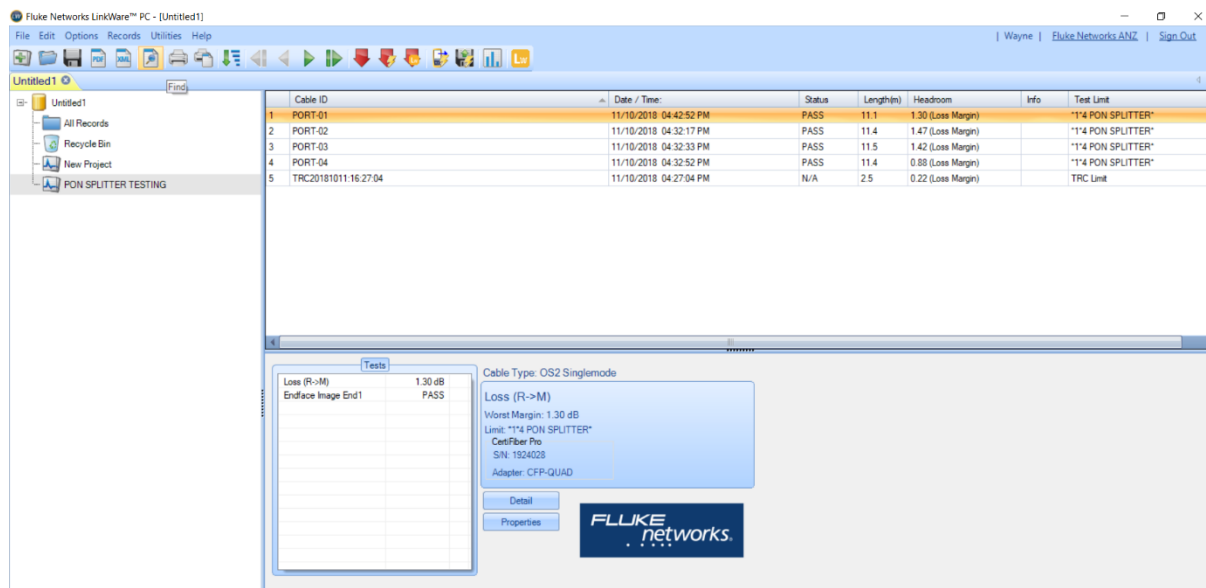 Fluke Networks LinkWare™ PC - [Untitled1]
File Edit Options Records Utilities Help
| Wayne | Fluke Networks ANZ | Sign Out
PDF XML Lw
Untitled1
Find
Untitled1
All Records
Recycle Bin
New Project
PON SPLITTER TESTING
Cable ID Date / Time: Status Length(m) Headroom Info Test Limit
1 PORT-01 11/10/2018 04:42:52 PM PASS 11.1 1.30 (Loss Margin) "1*4 PON SPLITTER"
2 PORT-02 11/10/2018 04:32:17 PM PASS 11.4 1.47 (Loss Margin) "1*4 PON SPLITTER"
3 PORT-03 11/10/2018 04:32:33 PM PASS 11.5 1.42 (Loss Margin) "1*4 PON SPLITTER"
4 PORT-04 11/10/2018 04:32:52 PM PASS 11.4 0.88 (Loss Margin) "1*4 PON SPLITTER"
5 TRC20181011:16:27:04 11/10/2018 04:27:04 PM N/A 2.5 0.22 (Loss Margin) TRC Limit
Tests
Loss (R->M) 1.30 dB
Endface Image End1 PASS
Cable Type: OS2 Singlemode
Loss (R->M)
Worst Margin: 1.30 dB
Limit: "1*4 PON SPLITTER"
CertiFiber Pro
S/N: 1924028
Adapter: CFP-QUAD
Detail
Properties
FLUKE
networks.